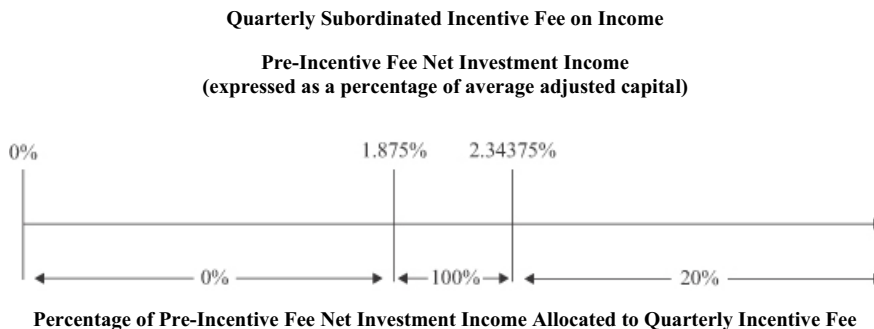 Quarterly Subordinated Incentive Fee on Income
Pre-Incentive Fee Net Investment Income
(expressed as a percentage of average adjusted capital)
0% 1.875% 2.34375%
0% 100% 20%
Percentage of Pre-Incentive Fee Net Investment Income Allocated to Quarterly Incentive Fee